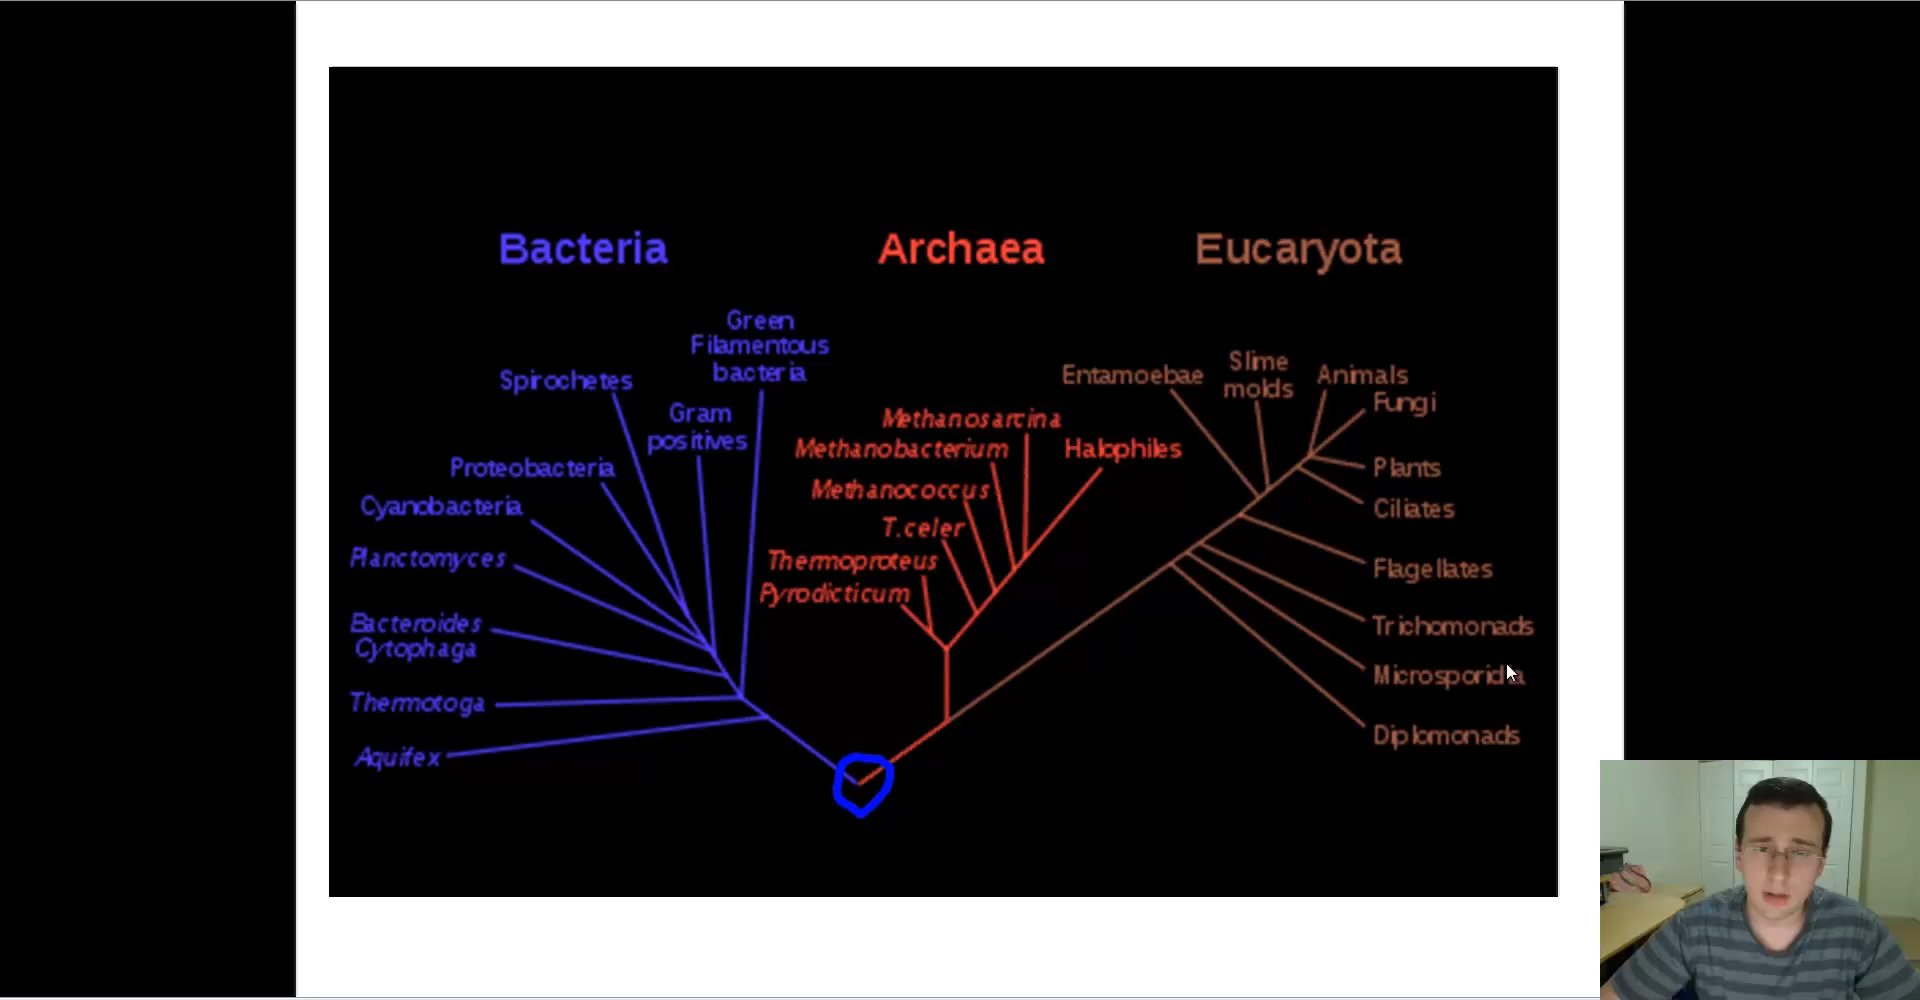 Bacteria
Archaea
Eucaryota
Green
Filamentous
bacteria
Spirochetes
Gram
positives
Proteobacteria
Cyanobacteria
Planctomyces
Bacteroides
Cytophaga
Thermotoga
Aquifex
Methanosarcina
Methanobacterium
Halophiles
Methanococcus
T.celer
Thermoproteus
Pyrodicticum
Entamoebae
Slime
molds
Animals
Fungi
Plants
Ciliates
Flagellates
Trichomonads
Microsporidia
Diplomonads